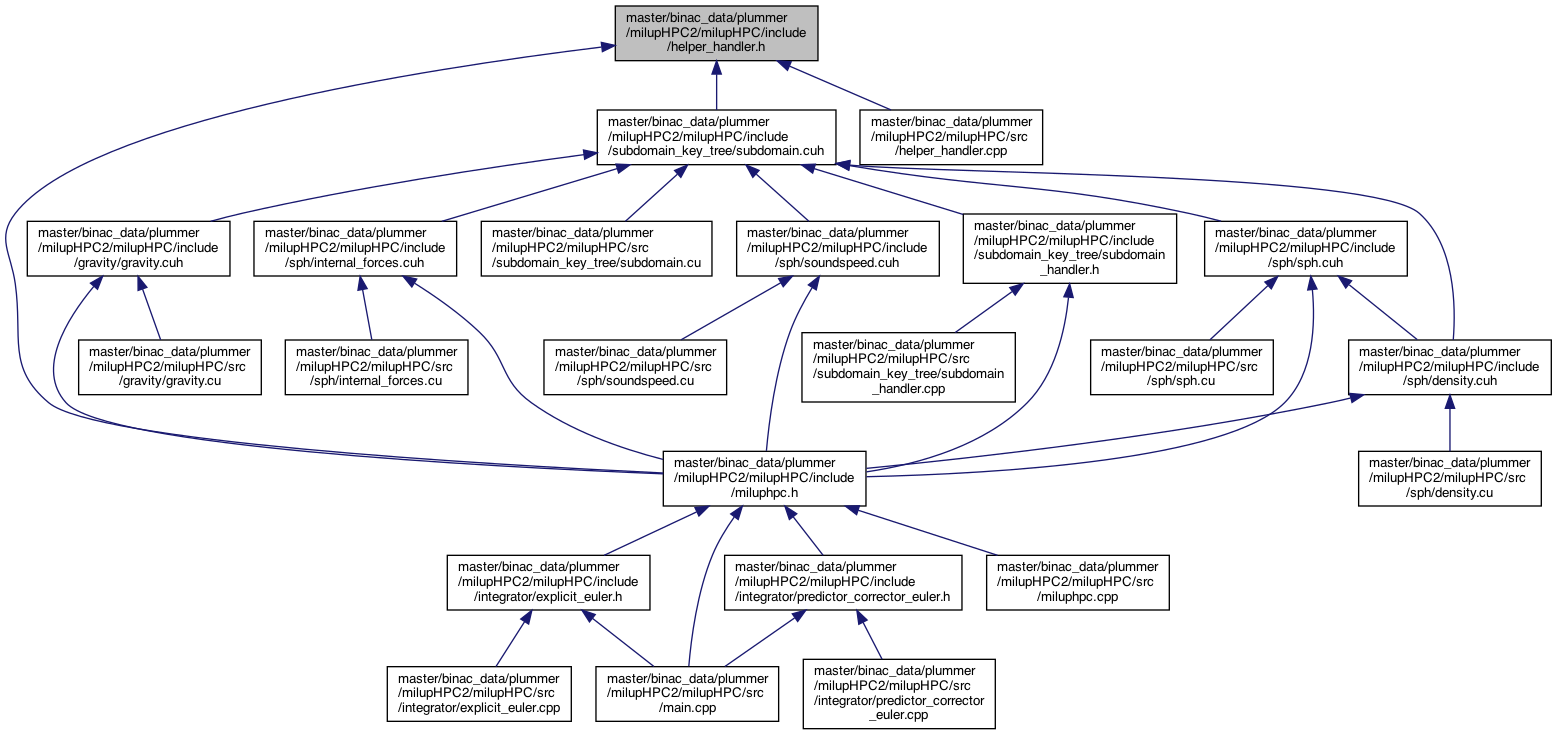 master/binac_data/plummer
/milupHPC2/milupHPC/include
/helper_handler.h
master/binac_data/plummer
/milupHPC2/milupHPC/include
/subdomain_key_tree/subdomain.cuh
master/binac_data/plummer
/milupHPC2/milupHPC/src
/helper_handler.cpp
master/binac_data/plummer
/milupHPC2/milupHPC/include
/gravity/gravity.cuh
master/binac_data/plummer
/milupHPC2/milupHPC/include
/sph/internal_forces.cuh
master/binac_data/plummer
/milupHPC2/milupHPC/src
/subdomain_key_tree/subdomain.cu
master/binac_data/plummer
/milupHPC2/milupHPC/include
/sph/soundspeed.cuh
master/binac_data/plummer
/milupHPC2/milupHPC/include
/subdomain_key_tree/subdomain
_handler.h
master/binac_data/plummer
/milupHPC2/milupHPC/include
/sph/sph.cuh
master/binac_data/plummer
/milupHPC2/milupHPC/src
/gravity/gravity.cu
master/binac_data/plummer
/milupHPC2/milupHPC/src
/sph/internal_forces.cu
master/binac_data/plummer
/milupHPC2/milupHPC/src
/sph/soundspeed.cu
master/binac_data/plummer
/milupHPC2/milupHPC/src
/subdomain_key_tree/subdomain
_handler.cpp
master/binac_data/plummer
/milupHPC2/milupHPC/src
/sph/sph.cu
master/binac_data/plummer
/milupHPC2/milupHPC/include
/sph/density.cuh
master/binac_data/plummer
/milupHPC2/milupHPC/include
/miluphpc.h
master/binac_data/plummer
/milupHPC2/milupHPC/src
/sph/density.cu
master/binac_data/plummer
/milupHPC2/milupHPC/include
/integrator/explicit_euler.h
master/binac_data/plummer
/milupHPC2/milupHPC/include
/integrator/predictor_corrector_euler.h
master/binac_data/plummer
/milupHPC2/milupHPC/src
/miluphpc.cpp
master/binac_data/plummer
/milupHPC2/milupHPC/src
/integrator/explicit_euler.cpp
master/binac_data/plummer
/milupHPC2/milupHPC/src
/main.cpp
master/binac_data/plummer
/milupHPC2/milupHPC/src
/integrator/predictor_corrector
_euler.cpp